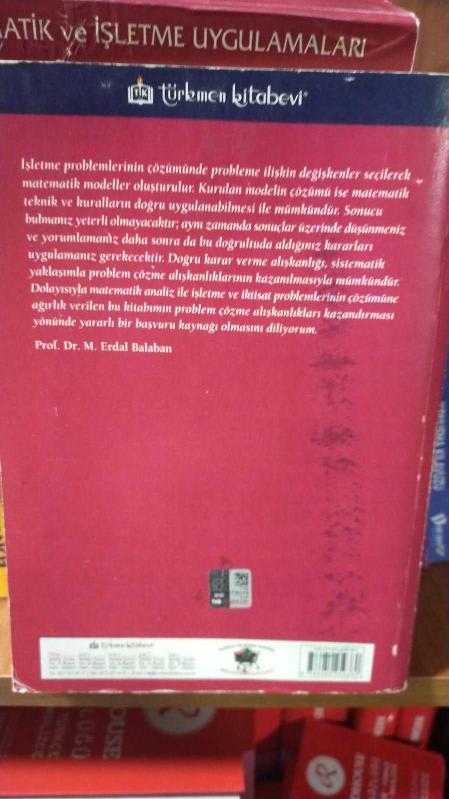 ATİK ve İŞLETME UYGULAMALARI
TK türkmen kitabevi
İşletme problemlerinin çözümünde probleme ilişkin değişkenler seçilerek
matematik modeller oluşturulur. Kurulan modelin çözümü ise matematik
teknik ve kuralların doğru uygulanabilmesi ile mümkündür. Sonucu
bulmanız yeterli olmayacaktır; aynı zamanda sonuçlar üzerinde düşünmeniz
ve yorumlamanız daha sonra da bu doğrultuda aldığınız kararları
uygulamanız gerekecektir. Doğru karar verme alışkanlığı, sistematik
yaklaşımla problem çözme alışkanlıklarının kazanılmasıyla mümkündür.
Dolayısıyla matematik analiz ile işletme ve iktisat problemlerinin çözümüne
ağırlık verilen bu kitabımın problem çözme alışkanlıkları kazandırması
yönünde yararlı bir başvuru kaynağı olmasını diliyorum.
Prof. Dr. M. Erdal Balaban
türkmen kitabevi